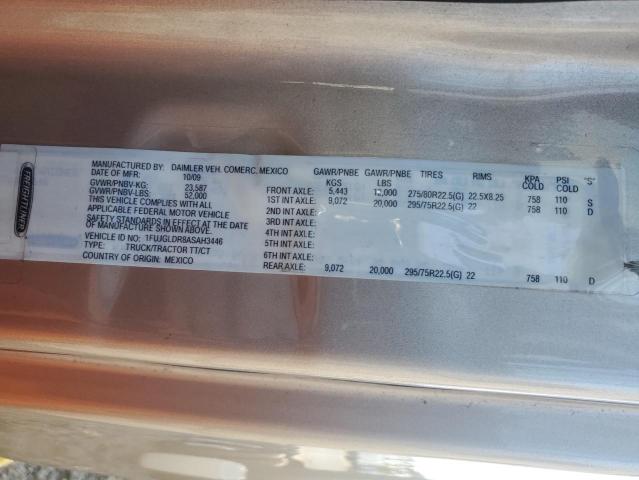 FREIGHTLINER
MANUFACTURED BY: DAIMLER VEH. COMERC. MEXICO
DATE OF MFR: 10/09
GVWR/PNBV-KG: 23,587
GVWR/PNBV-LBS: 52,000
THIS VEHICLE COMPLIES WITH ALL
APPLICABLE FEDERAL MOTOR VEHICLE
SAFETY STANDARDS IN EFFECT AT THE DATE
OF MANUFACTURE SHOWN ABOVE.
VEHICLE ID NO: 1FUJGLDR8ASAH3446
TYPE: TRUCK/TRACTOR TT/CT
COUNTRY OF ORIGIN: MEXICO
GAWR/PNBE GAWR/PNBE TIRES RIMS KPA PSI "S"
KGS LBS COLD COLD
FRONT AXLE: 5,443 12,000 275/80R22.5(G) 22.5X8.25 758 110 S
1ST INT AXLE: 9,072 20,000 295/75R22.5(G) 22 758 110 D
2ND INT AXLE:
3RD INT AXLE:
4TH INT AXLE:
5TH INT AXLE:
6TH INT AXLE:
REAR AXLE: 9,072 20,000 295/75R22.5(G) 22 758 110 D